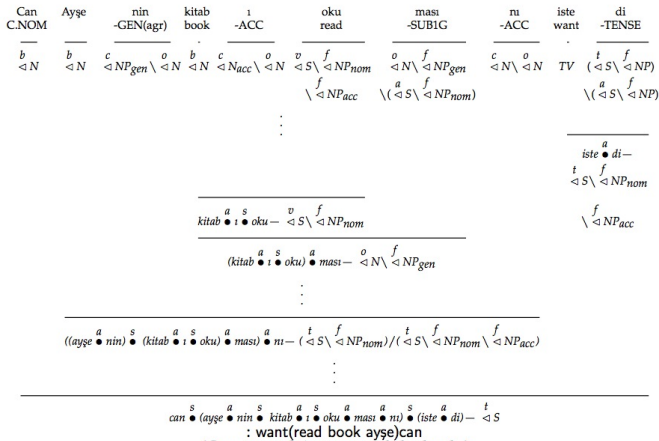 Can Ayşe nin kitab ı oku ması nı iste di
C.NOM -GEN(agr) book -ACC read -SUB1G -ACC want -TENSE
b b c o b c o v f o f c o t f
◁ N ◁ N ◁ NPgen\ ◁ N ◁ N ◁ Nacc\ ◁ N ◁ S\ ◁ NPnom ◁ N\ ◁ NPgen ◁ N\ ◁ N TV ( ◁ S\ ◁ NP)
f a f a f
\ ◁ NPacc \( ◁ S\ ◁ NPnom) \( ◁ S\ ◁ NP)
a
iste ● di—
t f
◁ S\ ◁ NPnom
a s v f
kitab ● ı ● oku— ◁ S\ ◁ NPnom
f
\ ◁ NPacc
a s a o f
(kitab ● ı ● oku) ● ması— ◁ N\ ◁ NPgen
a s a s a a t f t f f
((ayşe ● nin) ● (kitab ● ı ● oku) ● ması) ● nı— ( ◁ S\ ◁ NPnom)/( ◁ S\ ◁ NPnom\ ◁ NPacc)
s a s a s a a s a t
can ● (ayşe ● nin ● kitab ● ı ● oku ● ması ● nı) ● (iste ● di)— ◁ S
: want(read book ayşe)can